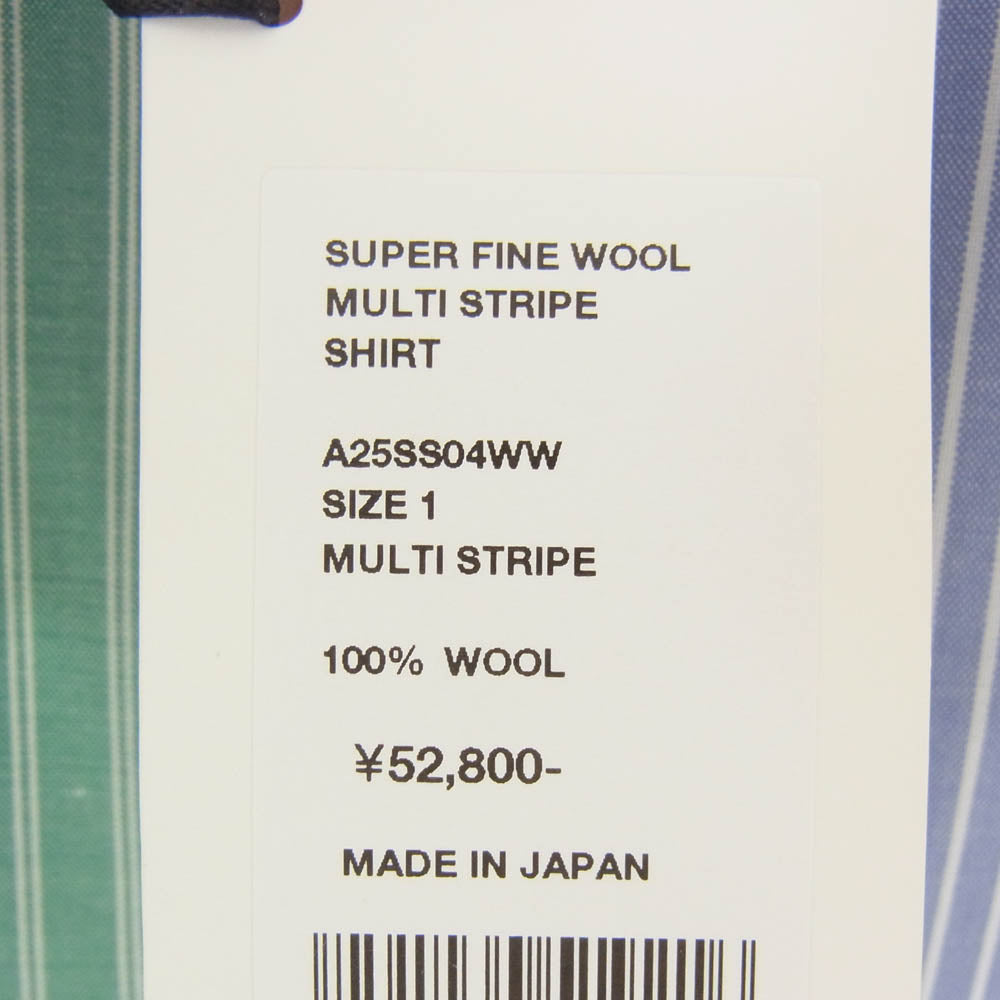 SUPER FINE WOOL
MULTI STRIPE
SHIRT
A25SS04WW
SIZE 1
MULTI STRIPE
100% WOOL
¥52,800-
MADE IN JAPAN